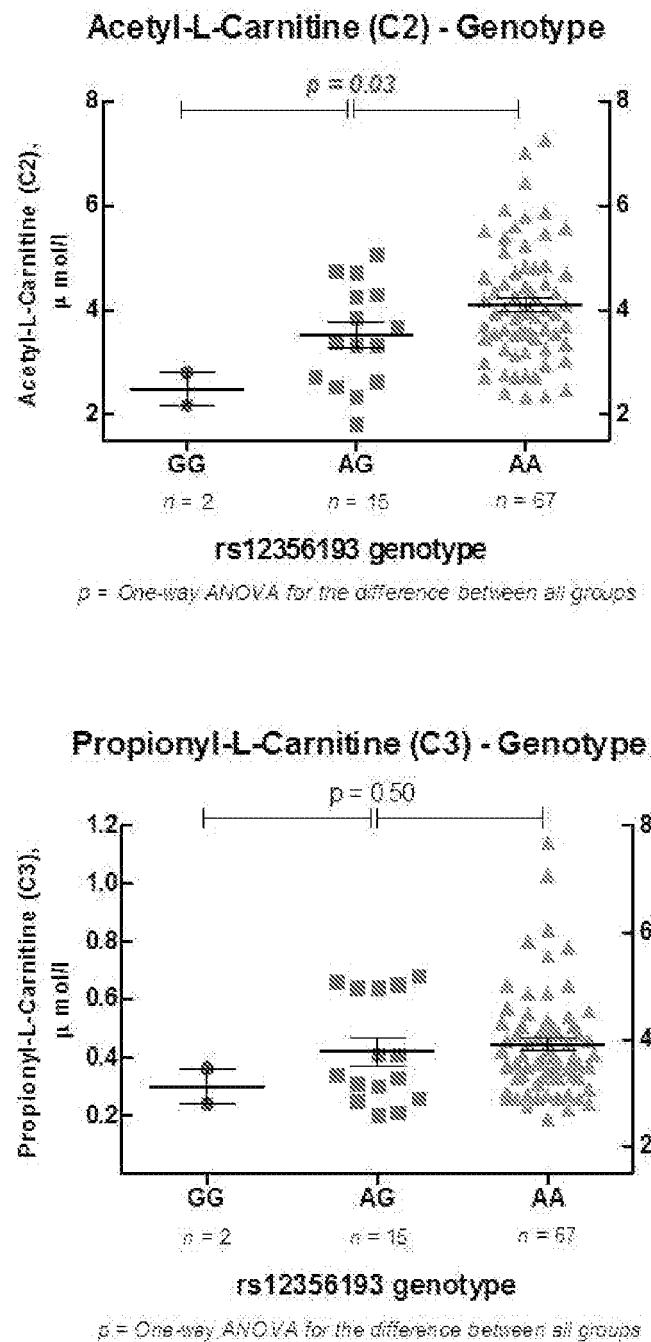 Acetyl-L-Carnitine (C2) - Genotype
p = 0.03
Acetyl-L-Carnitine (C2),
μ mol/l
8 8
6 6
4 4
2 2
GG AG AA
n = 2 n = 15 n = 67
rs12356193 genotype
p = One-way ANOVA for the difference between all groups
Propionyl-L-Carnitine (C3) - Genotype
p = 0.50
Propionyl-L-Carnitine (C3),
μ mol/l
1.2 8
1.0
0.8 6
0.6
0.4 4
0.2 2
GG AG AA
n = 2 n = 15 n = 67
rs12356193 genotype
p = One-way ANOVA for the difference between all groups